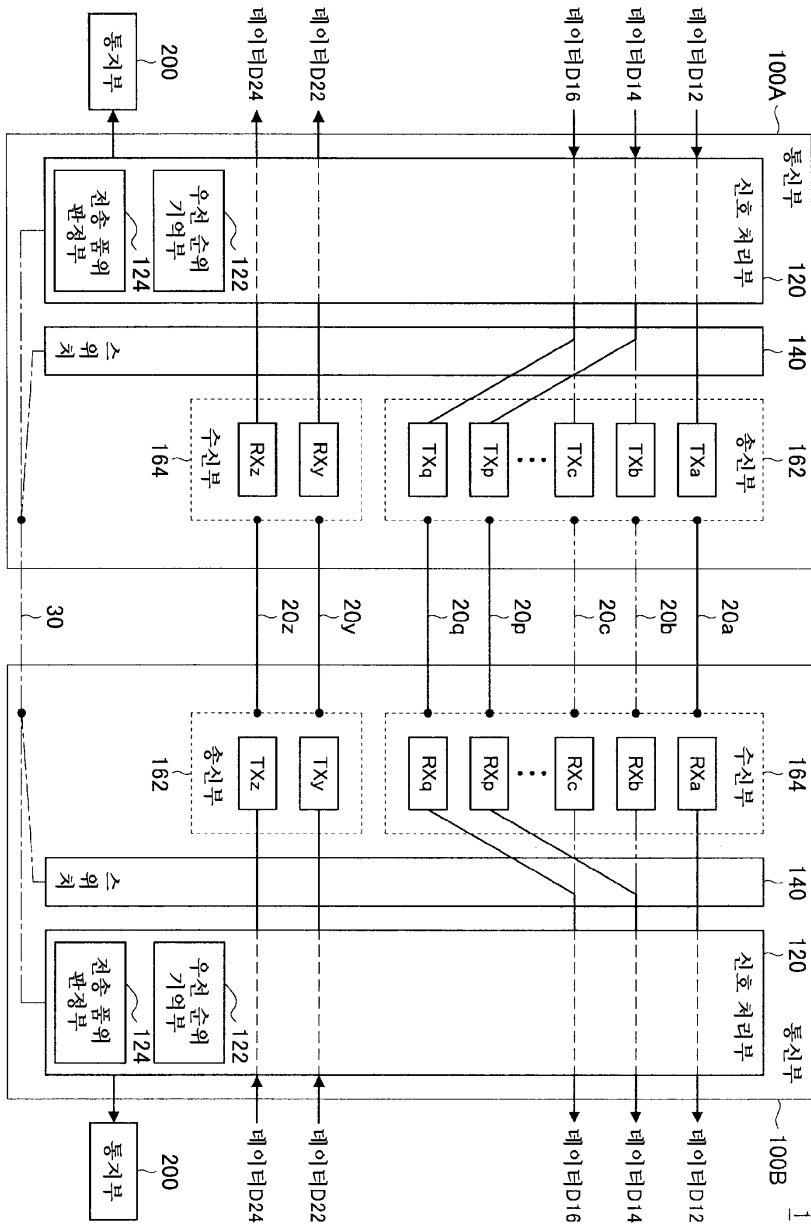 1
100A
100B
통신부
통신부
120
140
162
164
140
120
신호 처리부
송신부
수신부
신호 처리부
데이터D12
TXa
20a
RXa
데이터D12
데이터D14
TXb
20b
RXb
데이터D14
데이터D16
TXc
20c
RXc
데이터D16
TXp
20p
RXp
TXq
20q
RXq
데이터D22
RXy
20y
TXy
데이터D22
데이터D24
RXz
20z
TXz
데이터D24
수신부
164
송신부
162
우선 순위
기억부
122
우선 순위
기억부
122
전송 품위
판정부
124
전송 품위
판정부
124
스
위
치
스
위
치
30
200
통지부
200
통지부